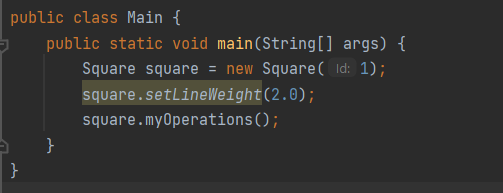 public class Main {
public static void main(String[] args) {
Square square = new Square( Id: 1);
square.setLineWeight(2.0);
square.myOperations();
}
}